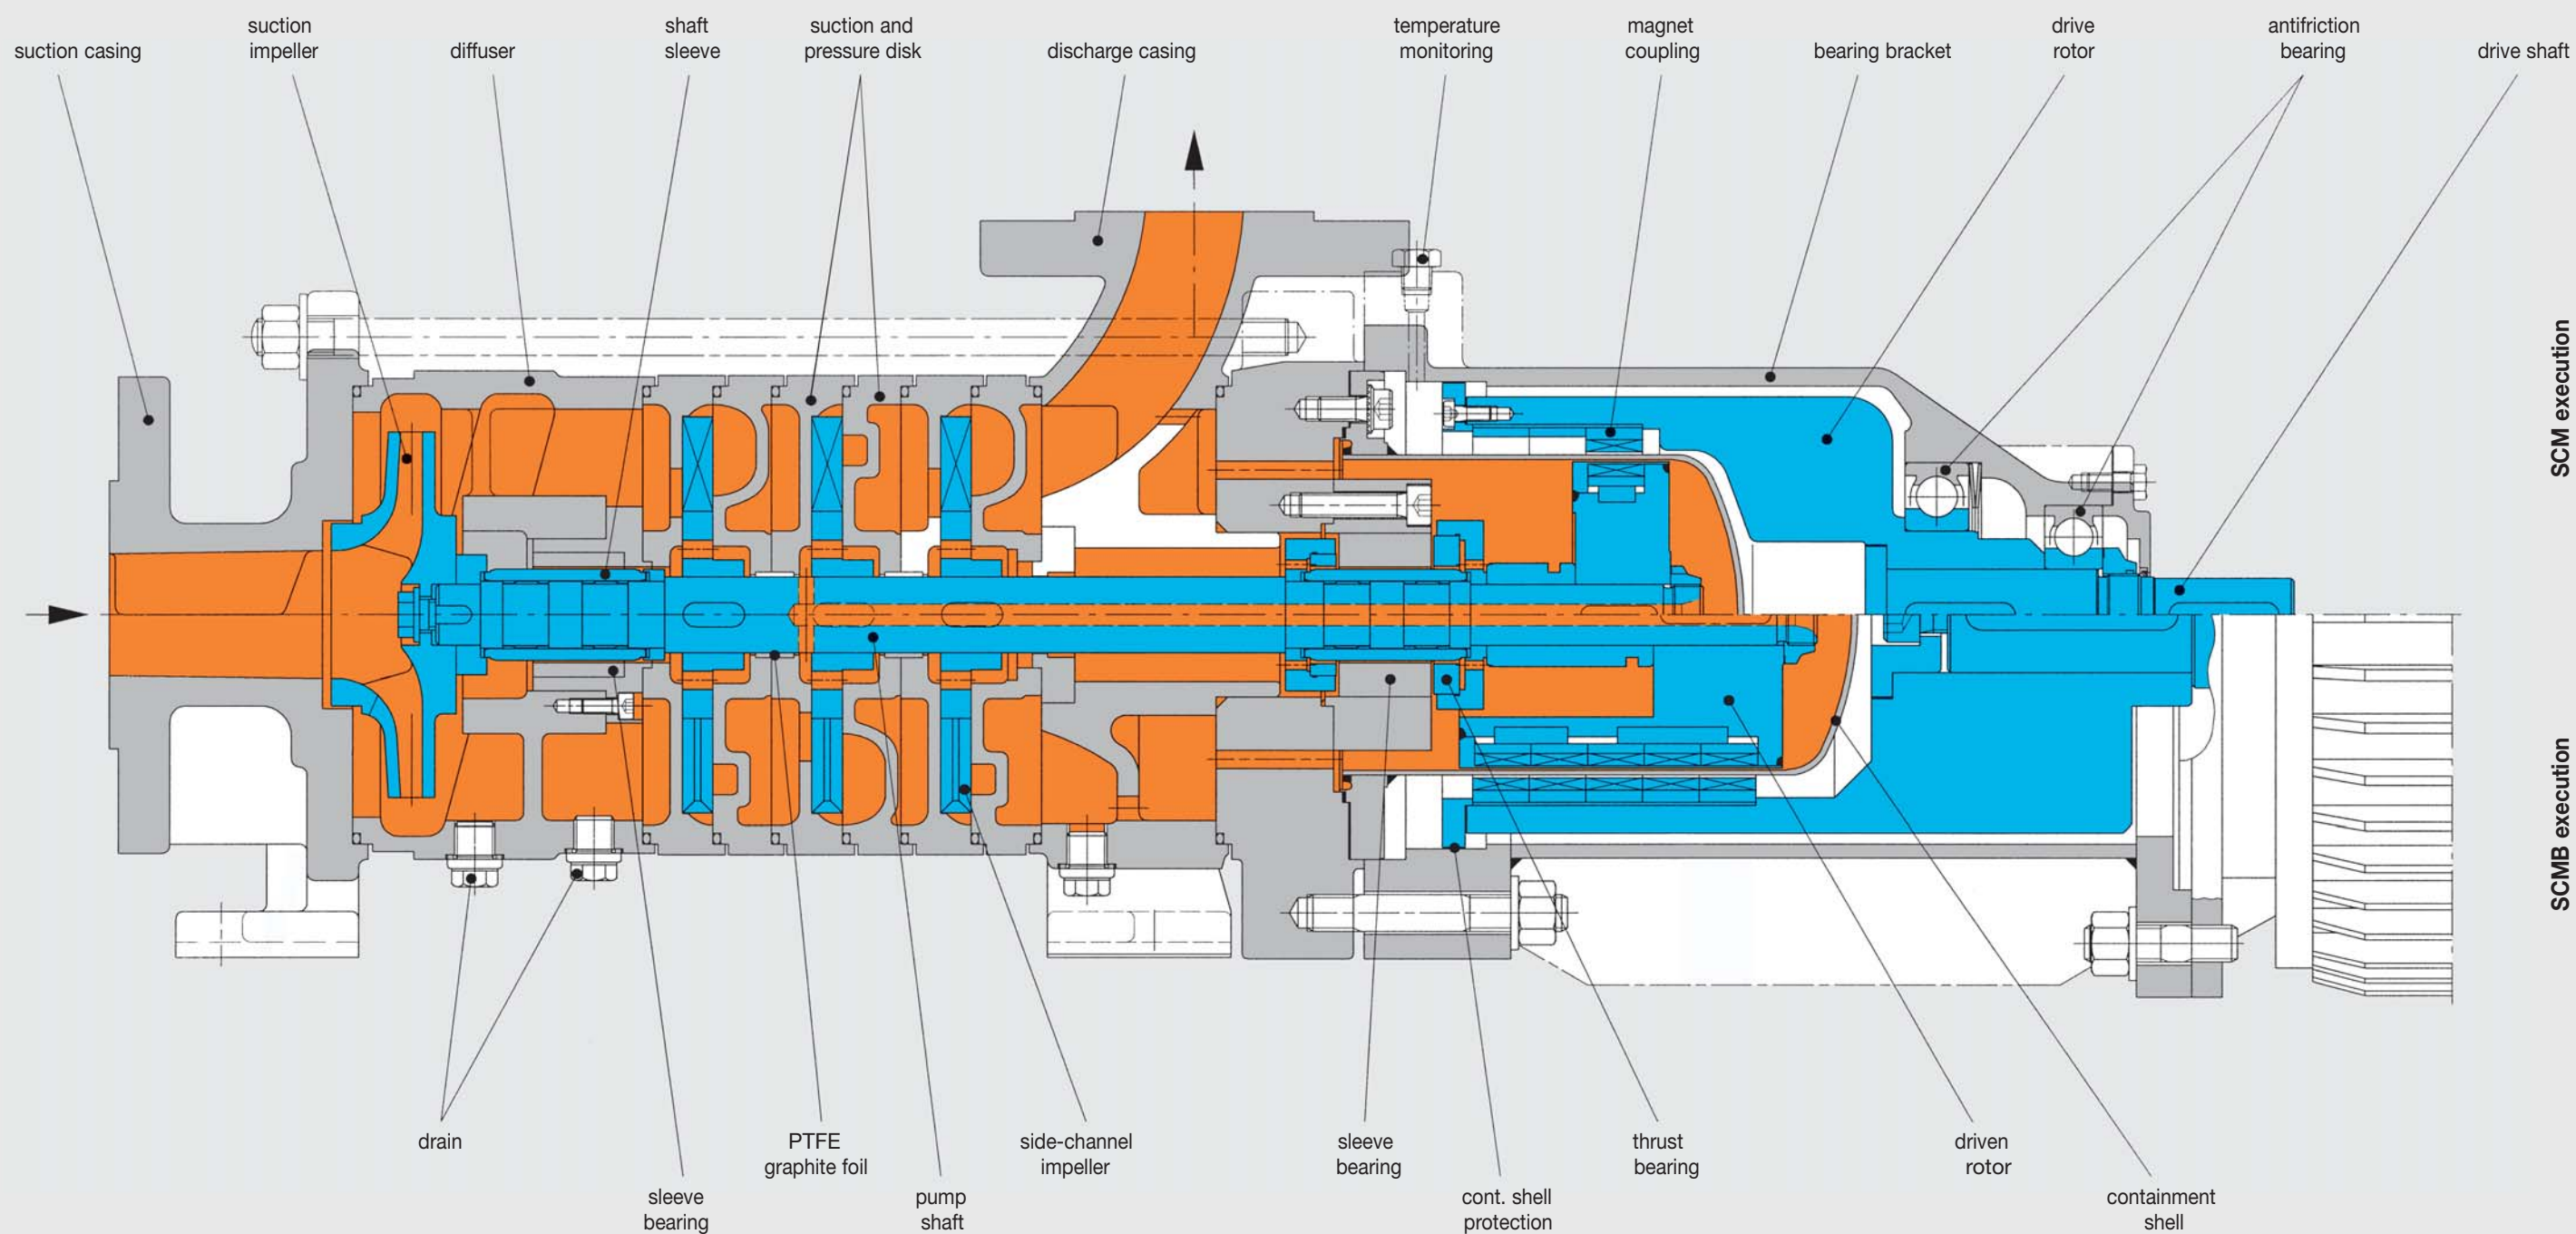 suction casing
suction
impeller
diffuser
shaft
sleeve
suction and
pressure disk
discharge casing
temperature
monitoring
magnet
coupling
bearing bracket
drive
rotor
antifriction
bearing
drive shaft
SCM execution
SCMB execution
drain
sleeve
bearing
PTFE
graphite foil
pump
shaft
side-channel
impeller
sleeve
bearing
cont. shell
protection
thrust
bearing
driven
rotor
containment
shell